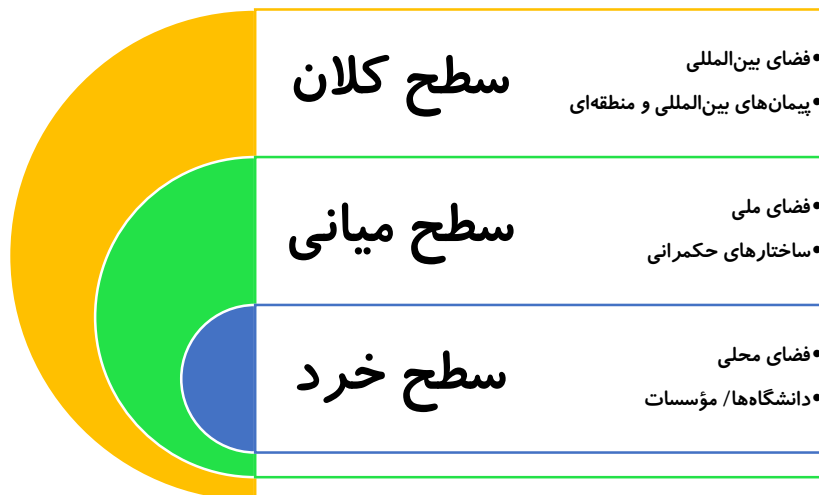 سطح کلان
•فضای بین‌المللی
•پیمان‌های بین‌المللی و منطقه‌ای
سطح میانی
•فضای ملی
•ساختارهای حکمرانی
سطح خرد
•فضای محلی
•دانشگاه‌ها/ مؤسسات